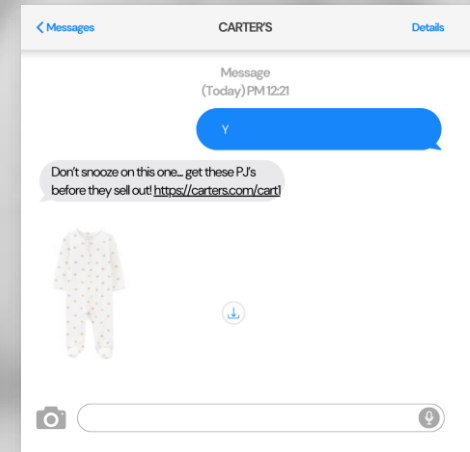 Messages
CARTER'S
Details
Message
(Today) PM 12:21
Y
Don't snooze on this one... get these PJ's
before they sell out! https://carters.com/cart1